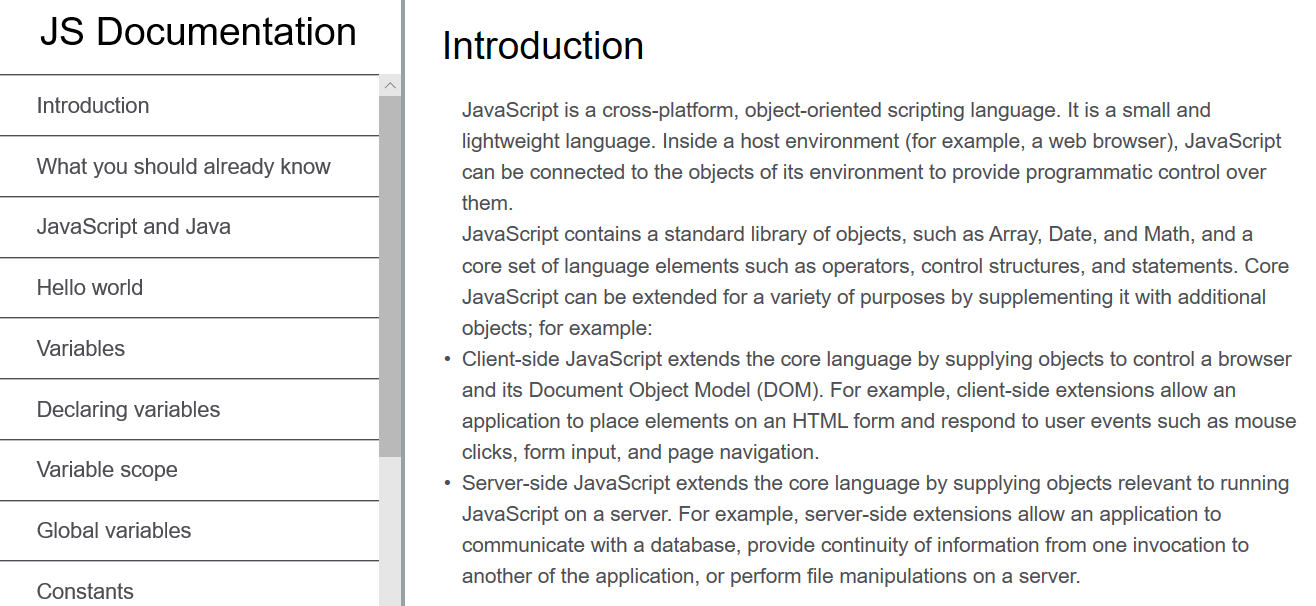 JS Documentation
Introduction
What you should already know
JavaScript and Java
Hello world
Variables
Declaring variables
Variable scope
Global variables
Constants
Introduction
JavaScript is a cross-platform, object-oriented scripting language. It is a small and
lightweight language. Inside a host environment (for example, a web browser), JavaScript
can be connected to the objects of its environment to provide programmatic control over
them.
JavaScript contains a standard library of objects, such as Array, Date, and Math, and a
core set of language elements such as operators, control structures, and statements. Core
JavaScript can be extended for a variety of purposes by supplementing it with additional
objects; for example:
• Client-side JavaScript extends the core language by supplying objects to control a browser
and its Document Object Model (DOM). For example, client-side extensions allow an
application to place elements on an HTML form and respond to user events such as mouse
clicks, form input, and page navigation.
• Server-side JavaScript extends the core language by supplying objects relevant to running
JavaScript on a server. For example, server-side extensions allow an application to
communicate with a database, provide continuity of information from one invocation to
another of the application, or perform file manipulations on a server.